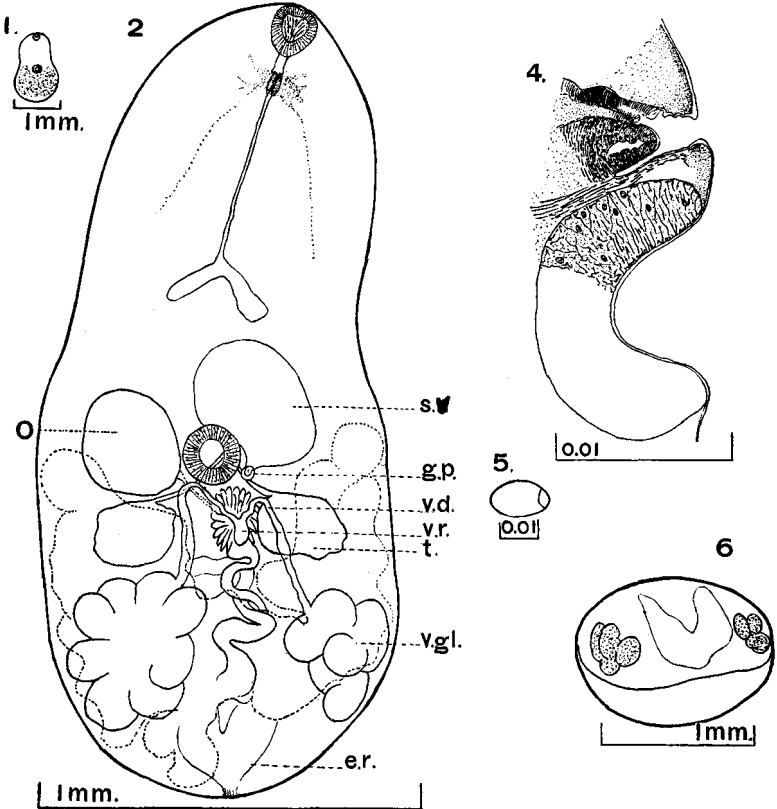 1.
2
1mm.
4.
0.01
5.
0.01
6
1mm.
O
s.v
g.p.
v.d.
v.r.
t.
v.gl.
e.r.
1mm.